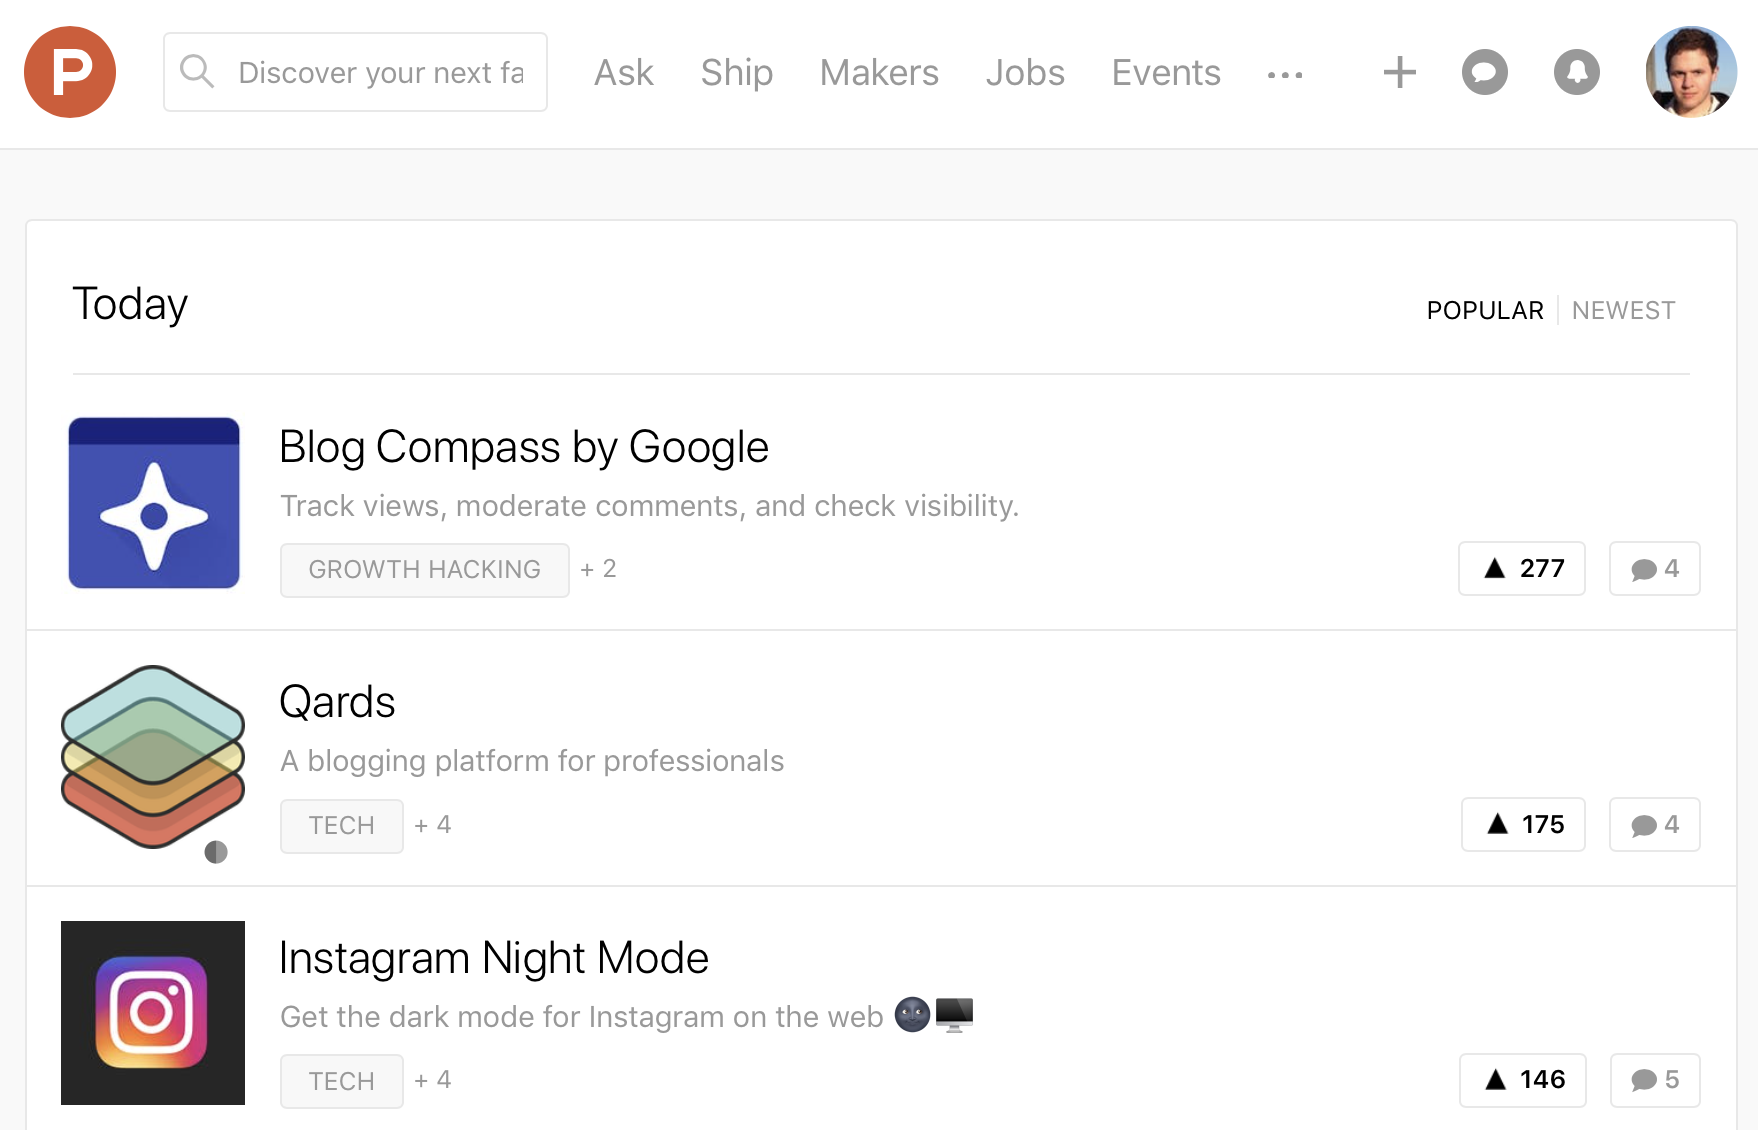 P
Discover your next fa
Ask Ship Makers Jobs Events
Today
POPULAR NEWEST
Blog Compass by Google
Track views, moderate comments, and check visibility.
GROWTH HACKING + 2
277 4
Qards
A blogging platform for professionals
TECH + 4
175 4
Instagram Night Mode
Get the dark mode for Instagram on the web 🌚🖥
TECH + 4
146 5